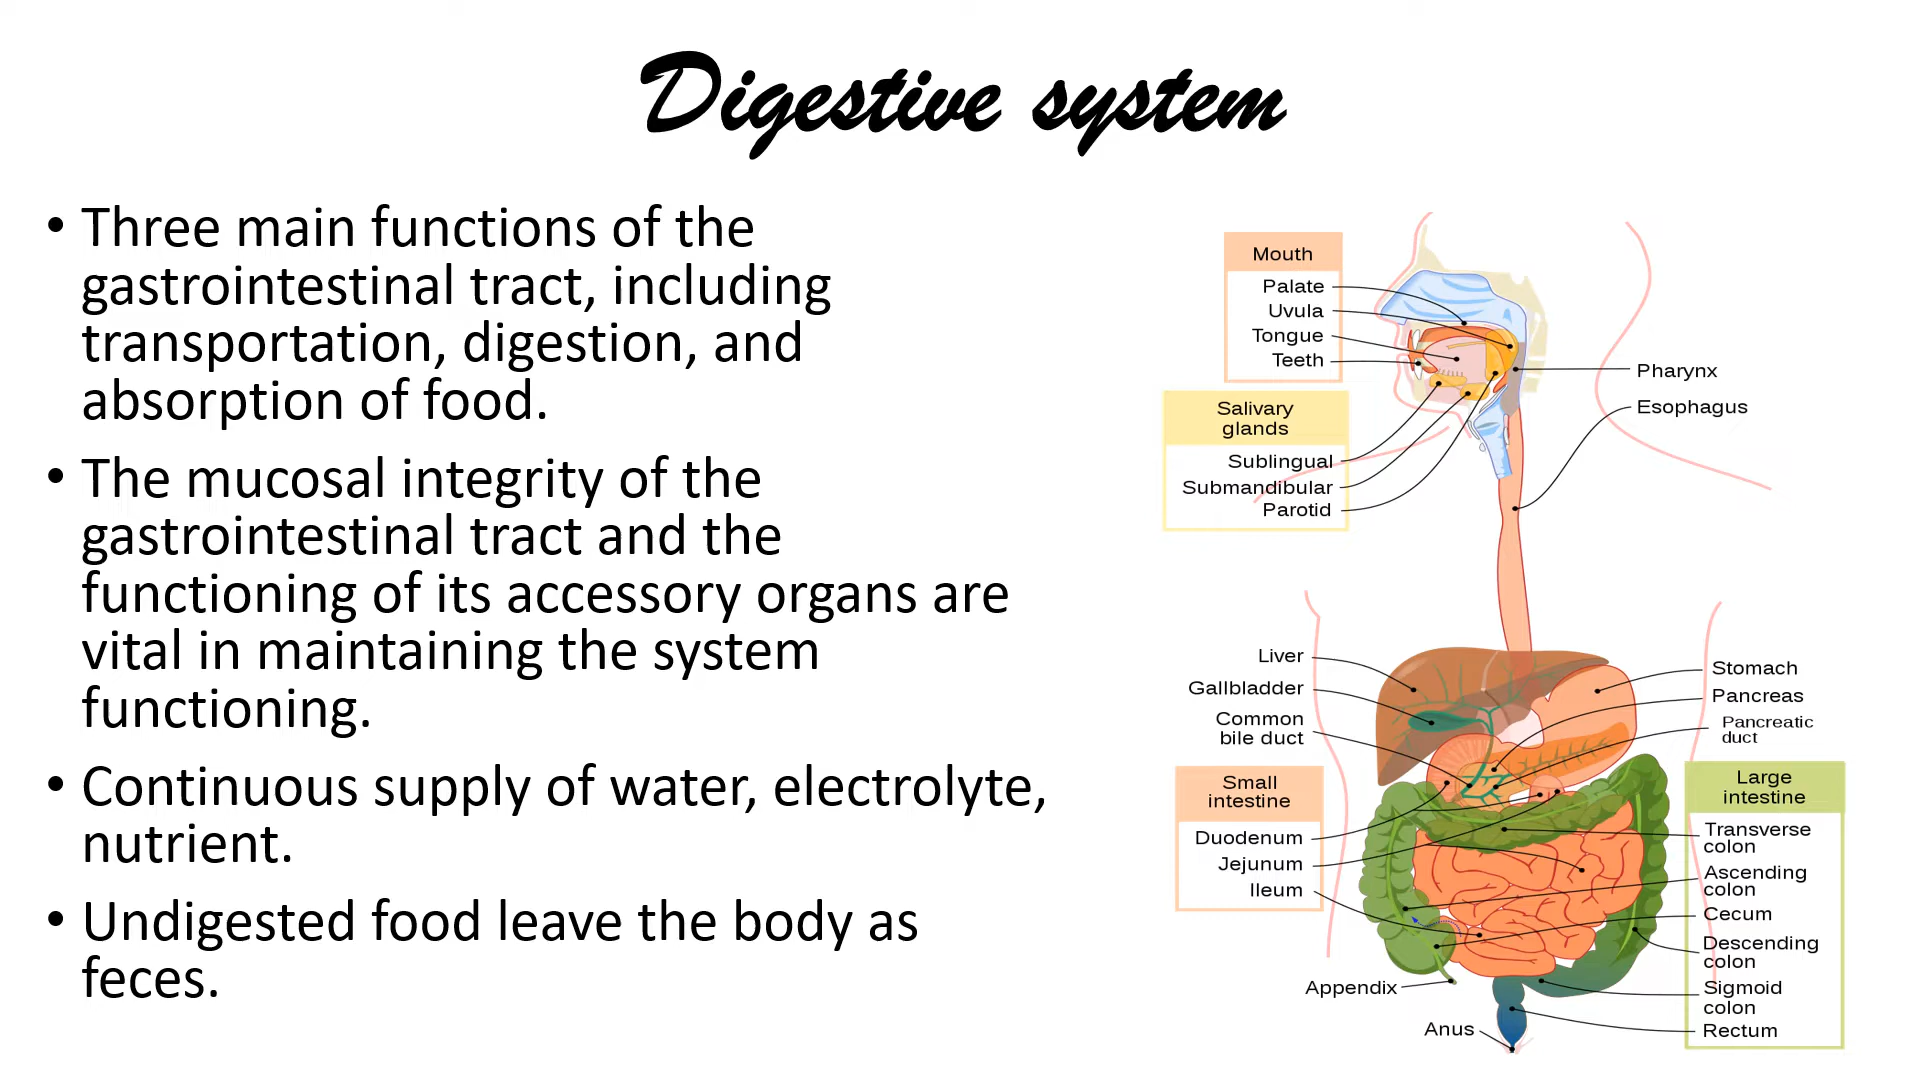 Digestive system
• Three main functions of the
gastrointestinal tract, including
transportation, digestion, and
absorption of food.
• The mucosal integrity of the
gastrointestinal tract and the
functioning of its accessory organs are
vital in maintaining the system
functioning.
• Continuous supply of water, electrolyte,
nutrient.
• Undigested food leave the body as
feces.
Mouth
Palate
Uvula
Tongue
Teeth
Salivary
glands
Sublingual
Submandibular
Parotid
Pharynx
Esophagus
Liver
Gallbladder
Common
bile duct
Stomach
Pancreas
Pancreatic
duct
Small
intestine
Duodenum
Jejunum
Ileum
Large
intestine
Transverse
colon
Ascending
colon
Cecum
Descending
colon
Sigmoid
colon
Rectum
Appendix
Anus